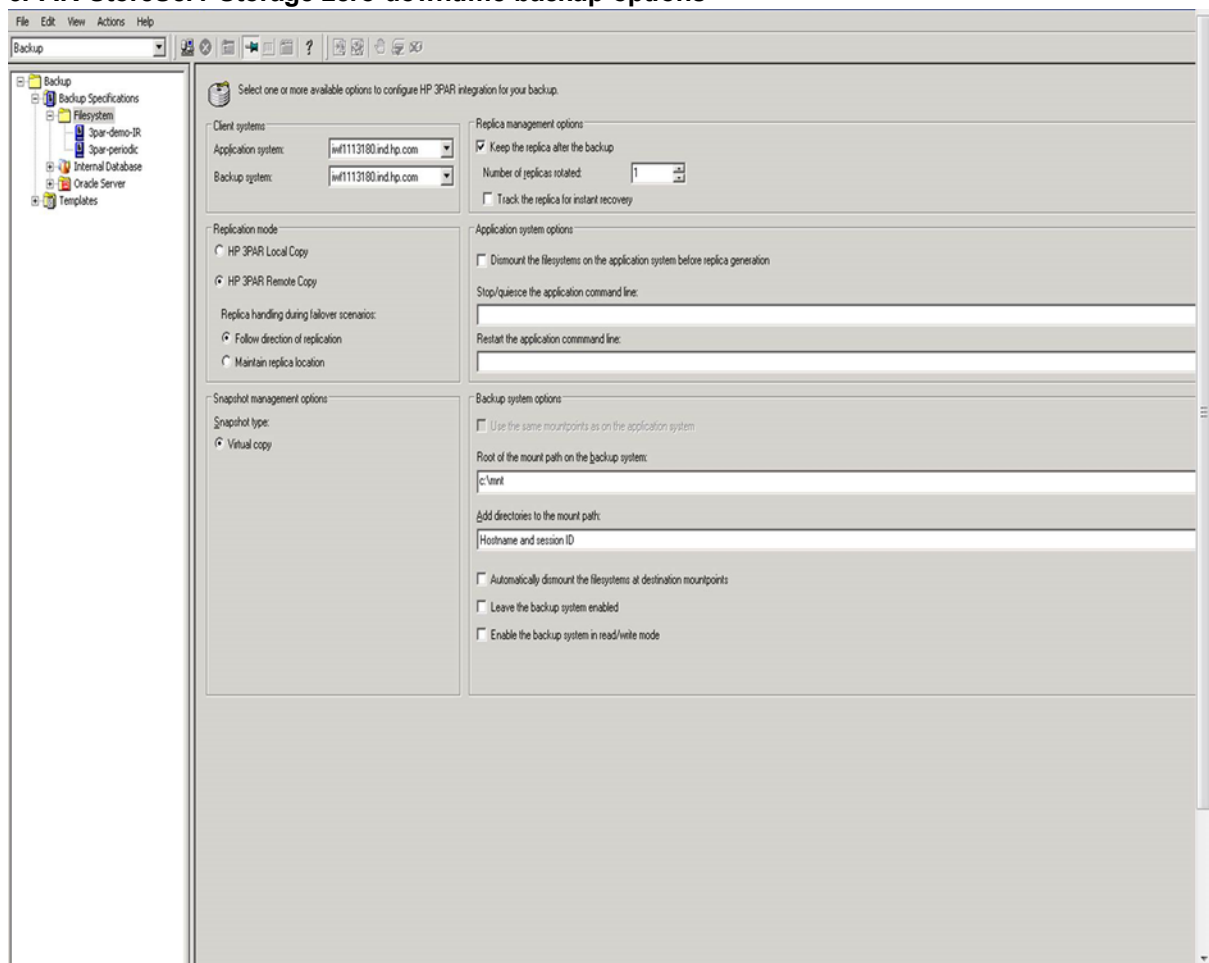 File Edit View Actions Help
Backup
Backup
Backup Specifications
Filesystem
3par-demo-IR
3par-periodic
Internal Database
Oracle Server
Templates
Select one or more available options to configure HP 3PAR integration for your backup.
Client systems
Application system: iwf1113180.ind.hp.com
Backup system: iwf1113180.ind.hp.com
Replica management options
Keep the replica after the backup
Number of replicas rotated: 1
Track the replica for instant recovery
Replication mode
HP 3PAR Local Copy
HP 3PAR Remote Copy
Replica handling during failover scenarios:
Follow direction of replication
Maintain replica location
Application system options
Dismount the filesystems on the application system before replica generation
Stop/quiesce the application command line:
Restart the application commmand line:
Snapshot management options
Snapshot type:
Virtual copy
Backup system options
Use the same mountpoints as on the application system
Root of the mount path on the backup system:
c:\mnt
Add directories to the mount path:
Hostname and session ID
Automatically dismount the filesystems at destination mountpoints
Leave the backup system enabled
Enable the backup system in read/write mode